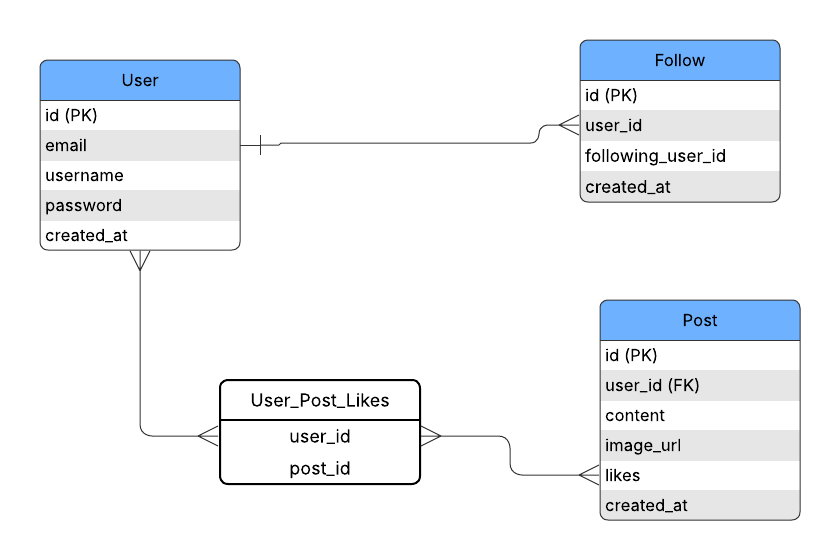 User
id (PK)
email
username
password
created_at
Follow
id (PK)
user_id
following_user_id
created_at
User_Post_Likes
user_id
post_id
Post
id (PK)
user_id (FK)
content
image_url
likes
created_at